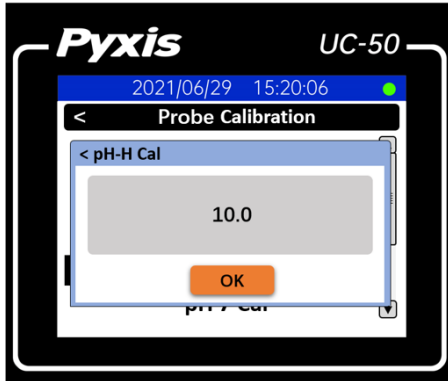 Pyxis UC-50
2021/06/29 15:20:06
< Probe Calibration
< pH-H Cal
10.0
OK
pH 7 Cal